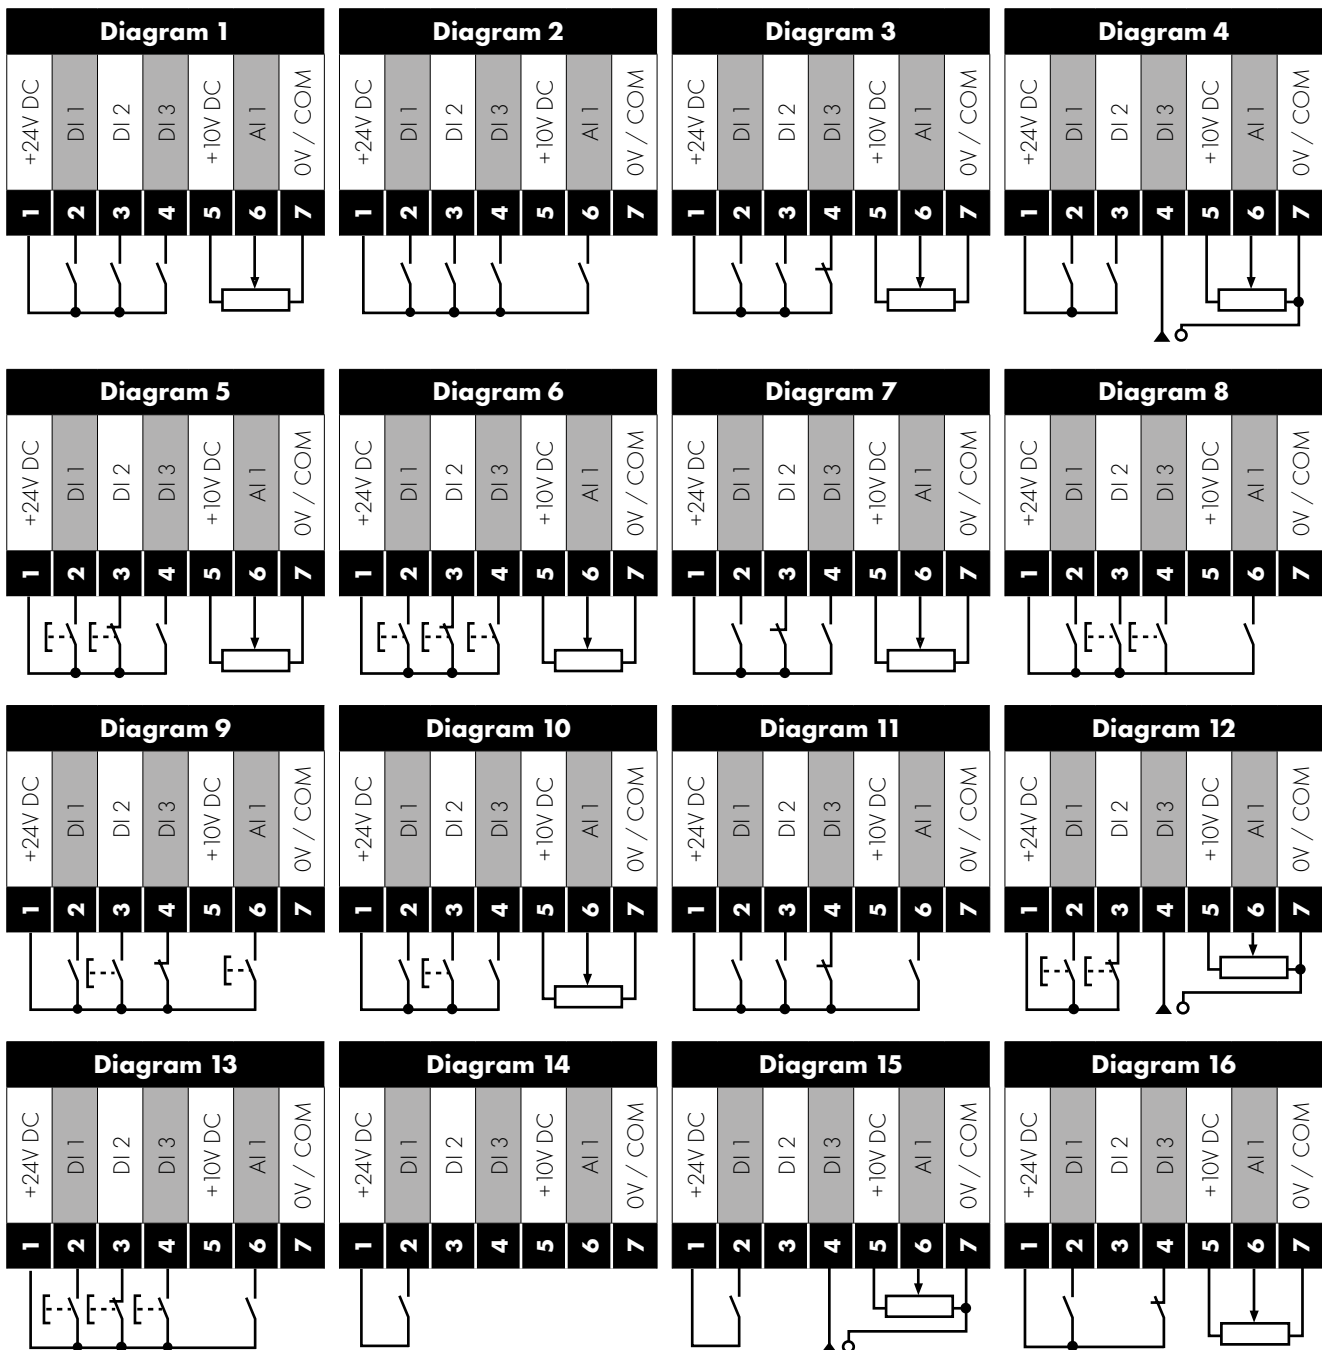 Diagram 1 Diagram 2 Diagram 3 Diagram 4
+24V DC DI 1 DI 2 DI 3 +10V DC AI 1 0V / COM +24V DC DI 1 DI 2 DI 3 +10V DC AI 1 0V / COM +24V DC DI 1 DI 2 DI 3 +10V DC AI 1 0V / COM +24V DC DI 1 DI 2 DI 3 +10V DC AI 1 0V / COM
1 2 3 4 5 6 7 1 2 3 4 5 6 7 1 2 3 4 5 6 7 1 2 3 4 5 6 7
Diagram 5 Diagram 6 Diagram 7 Diagram 8
+24V DC DI 1 DI 2 DI 3 +10V DC AI 1 0V / COM +24V DC DI 1 DI 2 DI 3 +10V DC AI 1 0V / COM +24V DC DI 1 DI 2 DI 3 +10V DC AI 1 0V / COM +24V DC DI 1 DI 2 DI 3 +10V DC AI 1 0V / COM
1 2 3 4 5 6 7 1 2 3 4 5 6 7 1 2 3 4 5 6 7 1 2 3 4 5 6 7
Diagram 9 Diagram 10 Diagram 11 Diagram 12
+24V DC DI 1 DI 2 DI 3 +10V DC AI 1 0V / COM +24V DC DI 1 DI 2 DI 3 +10V DC AI 1 0V / COM +24V DC DI 1 DI 2 DI 3 +10V DC AI 1 0V / COM +24V DC DI 1 DI 2 DI 3 +10V DC AI 1 0V / COM
1 2 3 4 5 6 7 1 2 3 4 5 6 7 1 2 3 4 5 6 7 1 2 3 4 5 6 7
Diagram 13 Diagram 14 Diagram 15 Diagram 16
+24V DC DI 1 DI 2 DI 3 +10V DC AI 1 0V / COM +24V DC DI 1 DI 2 DI 3 +10V DC AI 1 0V / COM +24V DC DI 1 DI 2 DI 3 +10V DC AI 1 0V / COM +24V DC DI 1 DI 2 DI 3 +10V DC AI 1 0V / COM
1 2 3 4 5 6 7 1 2 3 4 5 6 7 1 2 3 4 5 6 7 1 2 3 4 5 6 7